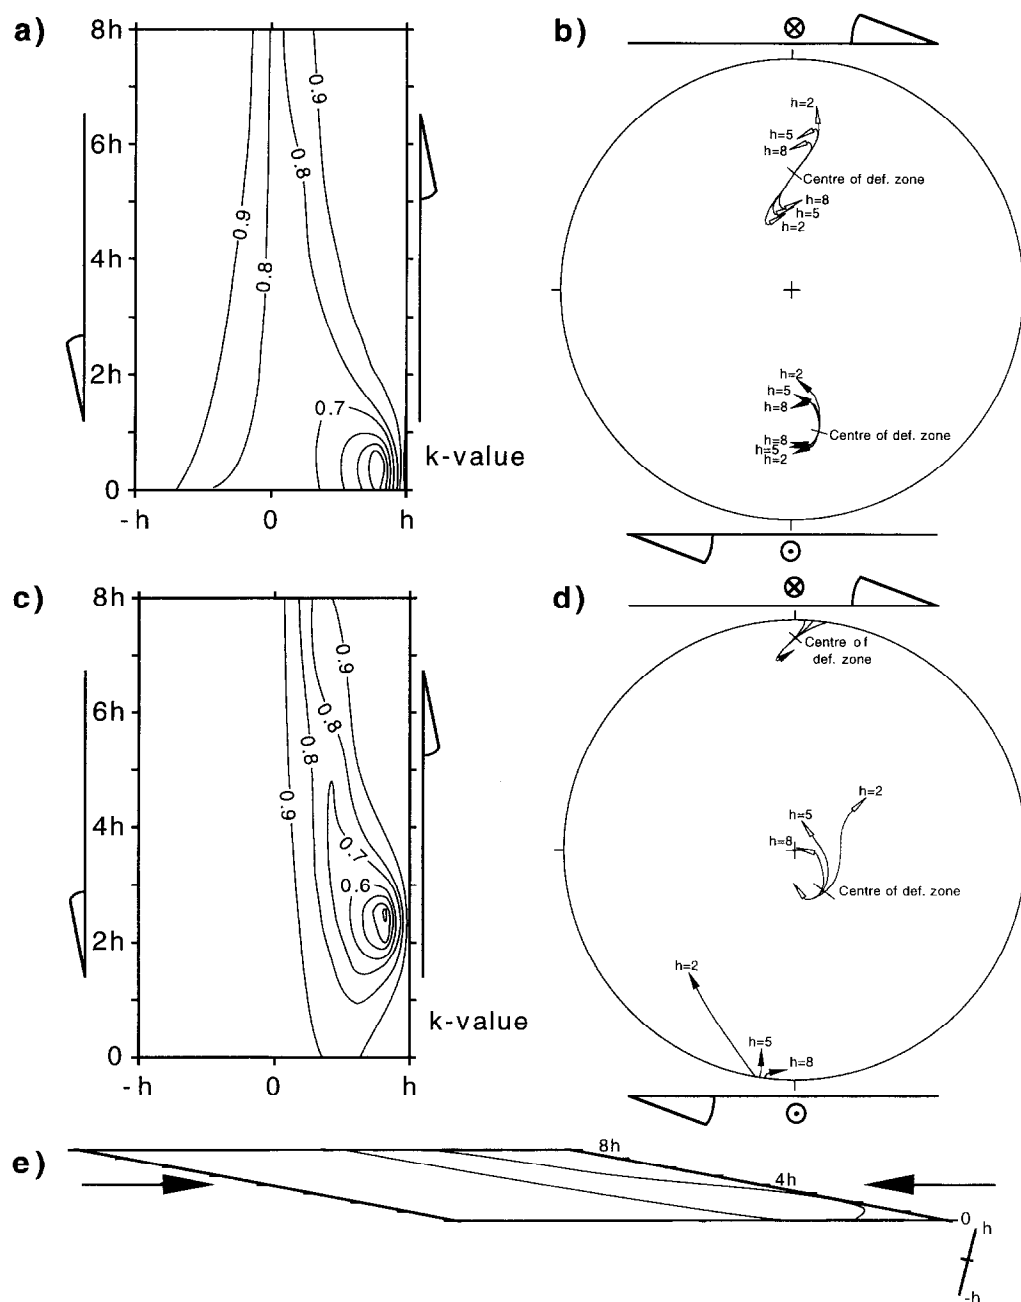 a)
8h
6h
4h
2h
0
-h 0 h
0.9
0.8
0.9
0.8
0.7
k-value
b)
h=2
h=5
h=8
Centre of def. zone
h=8
h=5
h=2
h=2
h=5
h=8
Centre of def. zone
h=8
h=5
h=2
c)
8h
6h
4h
2h
0
-h 0 h
0.9
0.8
0.8
0.9
0.7
0.6
k-value
d)
Centre of
def. zone
h=2
h=5
h=8
Centre of def. zone
h=2
h=5
h=8
e)
8h
4h
0
h
-h